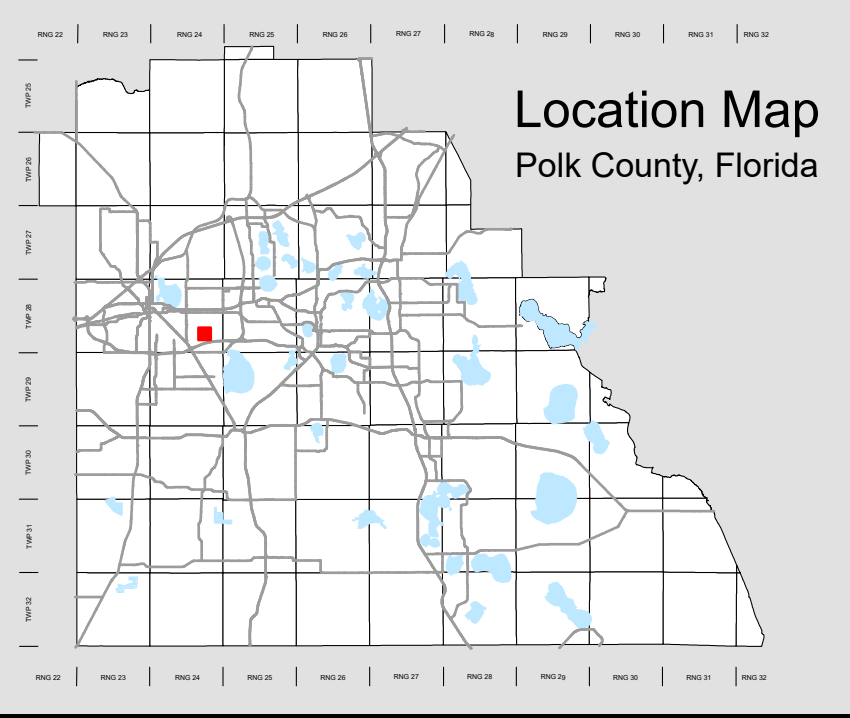 RNG 22 RNG 23 RNG 24 RNG 25 RNG 26 RNG 27 RNG 28 RNG 29 RNG 30 RNG 31 RNG 32
Location Map
Polk County, Florida
TWP 25
TWP 26
TWP 27
TWP 28
TWP 29
TWP 30
TWP 31
TWP 32
RNG 22 RNG 23 RNG 24 RNG 25 RNG 26 RNG 27 RNG 28 RNG 29 RNG 30 RNG 31 RNG 32